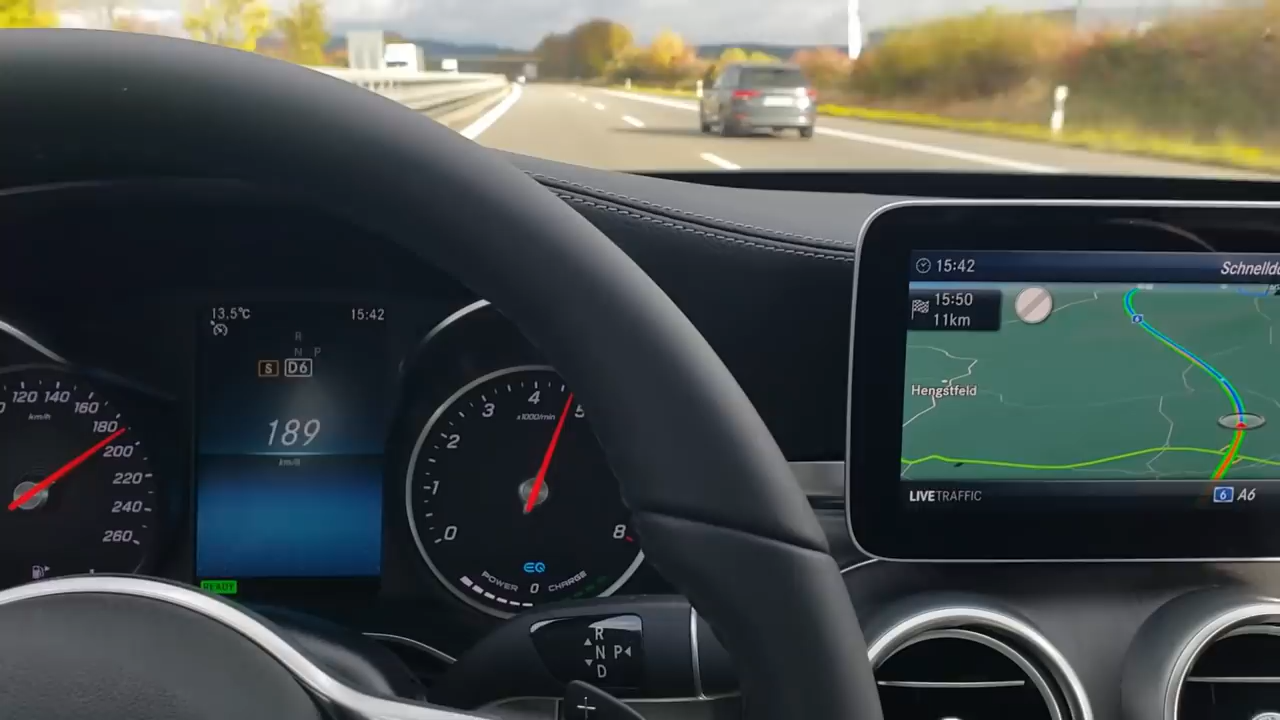 120 140
160
180
200
220
240
260
km/h
13,5°C 15:42
R
N P
S D6
189
km/h
READY
0
1
2
3
4
5
8
x1000/min
EQ
POWER 0 CHARGE
R
N P
D
+
15:42
15:50
11km
Hengstfeld
6
LIVETRAFFIC
6 A6